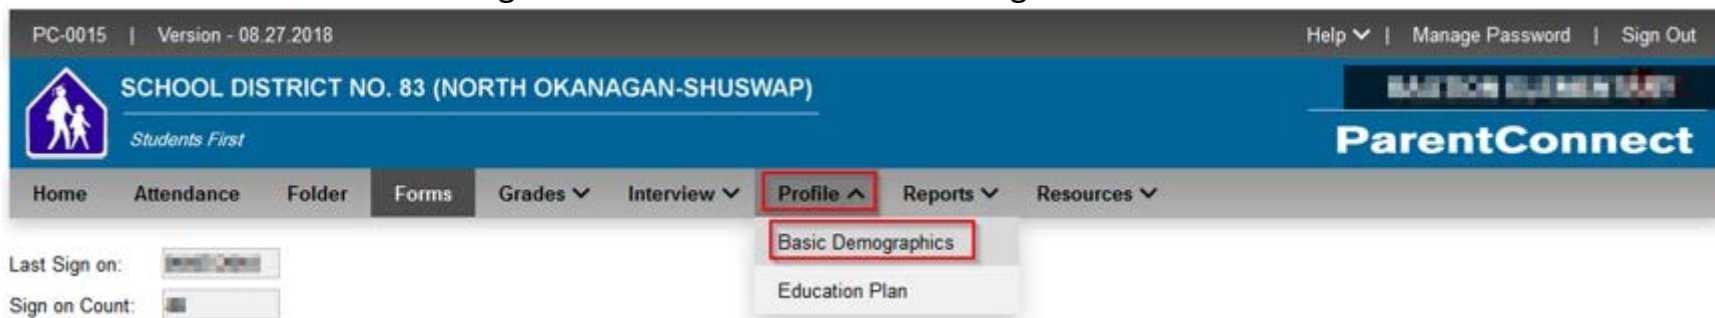 PC-0015 | Version - 08.27.2018 Help | Manage Password | Sign Out
SCHOOL DISTRICT NO. 83 (NORTH OKANAGAN-SHUSWAP)
Students First
ParentConnect
Home Attendance Folder Forms Grades Interview Profile Reports Resources
Basic Demographics
Education Plan
Last Sign on:
Sign on Count: